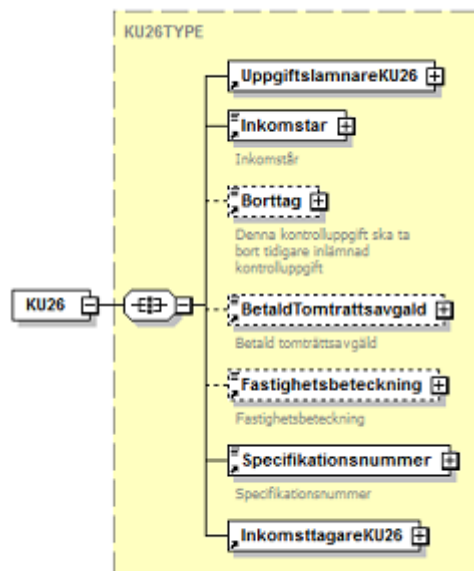 KU26TYPE
UppgiftslamnareKU26
Inkomstar
Inkomstår
Borttag
Denna kontrolluppgift ska ta
bort tidigare inlämnad
kontrolluppgift
KU26
BetaldTomtrattsavgald
Betald tomträttsavgäld
Fastighetsbeteckning
Fastighetsbeteckning
Specifikationsnummer
Specifikationsnummer
InkomsttagareKU26